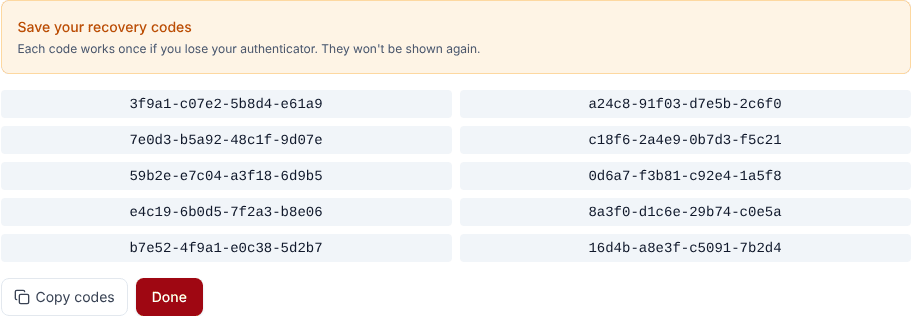 Save your recovery codes
Each code works once if you lose your authenticator. They won't be shown again.
3f9a1-c07e2-5b8d4-e61a9 a24c8-91f03-d7e5b-2c6f0
7e0d3-b5a92-48c1f-9d07e c18f6-2a4e9-0b7d3-f5c21
59b2e-e7c04-a3f18-6d9b5 0d6a7-f3b81-c92e4-1a5f8
e4c19-6b0d5-7f2a3-b8e06 8a3f0-d1c6e-29b74-c0e5a
b7e52-4f9a1-e0c38-5d2b7 16d4b-a8e3f-c5091-7b2d4
Copy codes Done